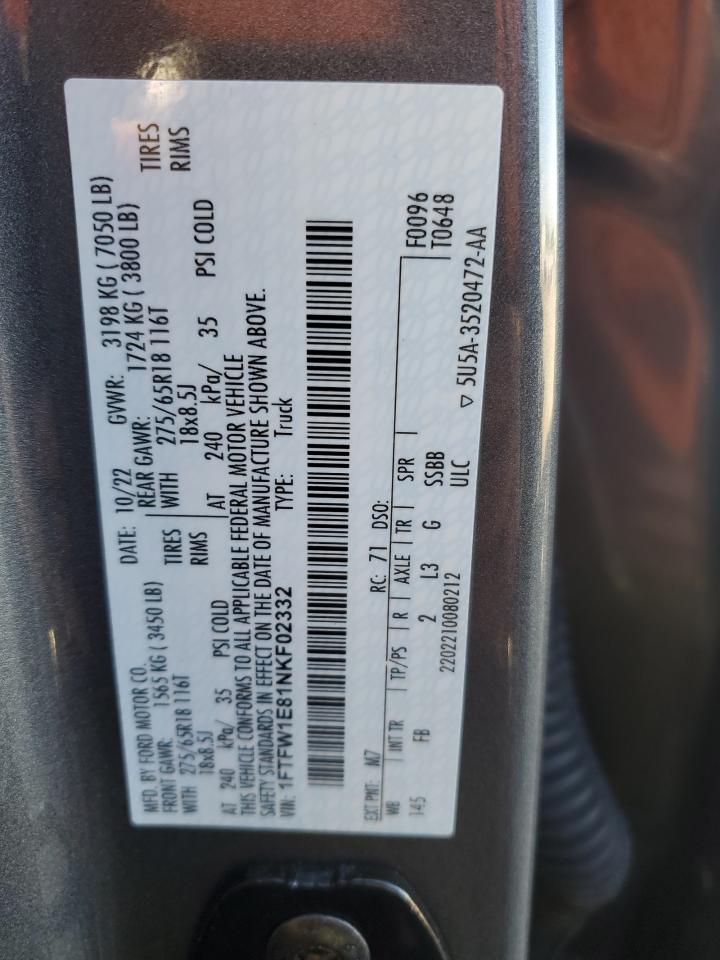 MFD. BY FORD MOTOR CO. DATE: 10/22 GVWR: 3198 KG ( 7050 LB)
FRONT GAWR: 1565 KG ( 3450 LB) REAR GAWR: 1724 KG ( 3800 LB)
WITH 275/65R18 116T TIRES WITH 275/65R18 116T TIRES
18x8.5J RIMS 18x8.5J RIMS
AT 240 kPa/ 35 PSI COLD AT 240 kPa/ 35 PSI COLD
THIS VEHICLE CONFORMS TO ALL APPLICABLE FEDERAL MOTOR VEHICLE
SAFETY STANDARDS IN EFFECT ON THE DATE OF MANUFACTURE SHOWN ABOVE.
VIN: 1FTFW1E81NKF02332 TYPE: Truck
EXT PNT: M7 RC: 71 DSO: F0096
WB INT TR TP/PS R AXLE TR SPR T0648
145 FB 2 L3 G SSBB
2202210080212 ULC ▽ 5U5A-3520472-AA